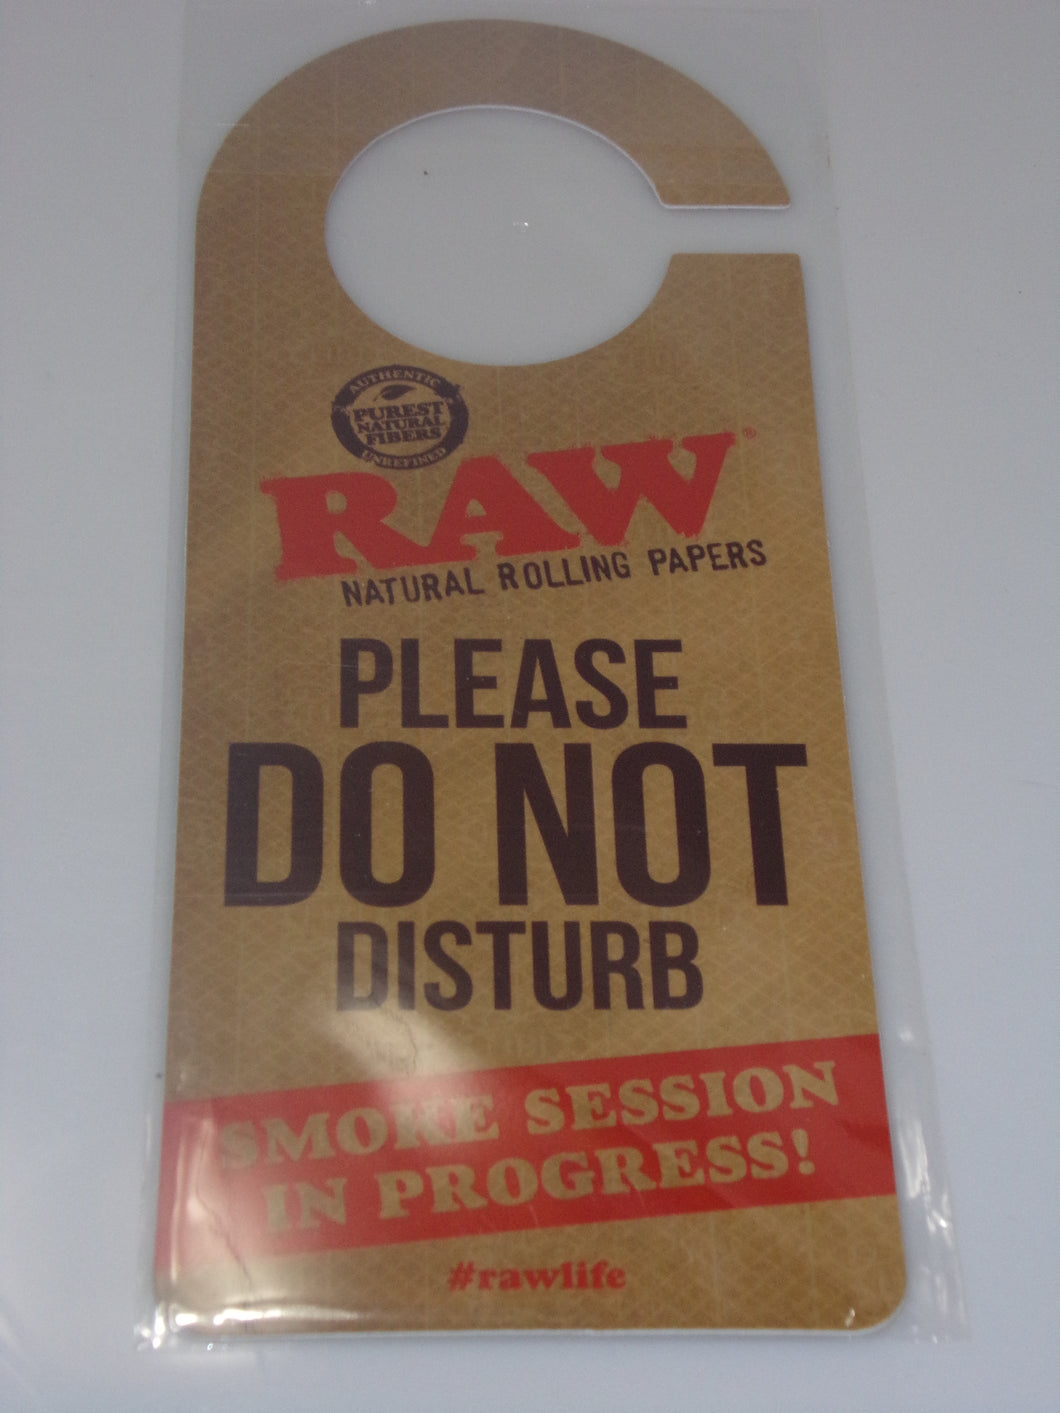 AUTHENTIC
PUREST
NATURAL
FIBERS
UNREFINED
RAW®
NATURAL ROLLING PAPERS
PLEASE
DO NOT
DISTURB
SMOKE SESSION
IN PROGRESS!
#rawlife